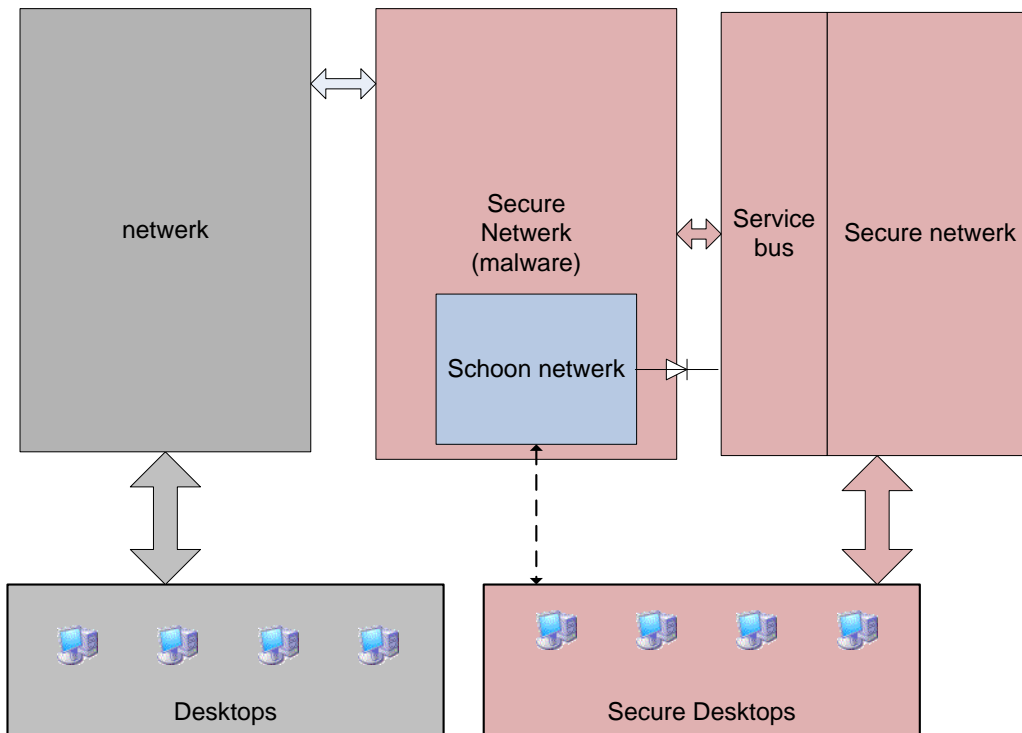 netwerk
Secure
Netwerk
(malware)
Schoon netwerk
Service
bus
Secure netwerk
Desktops
Secure Desktops